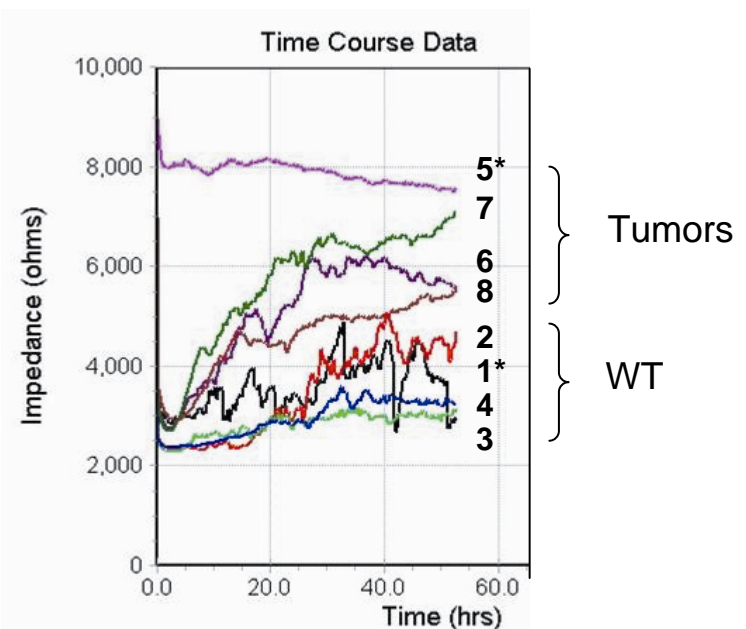 Time Course Data
10,000
8,000
6,000
4,000
2,000
0
Impedance (ohms)
0.0 20.0 40.0 60.0
Time (hrs)
5*
7
6
8
2
1*
4
3
Tumors
WT